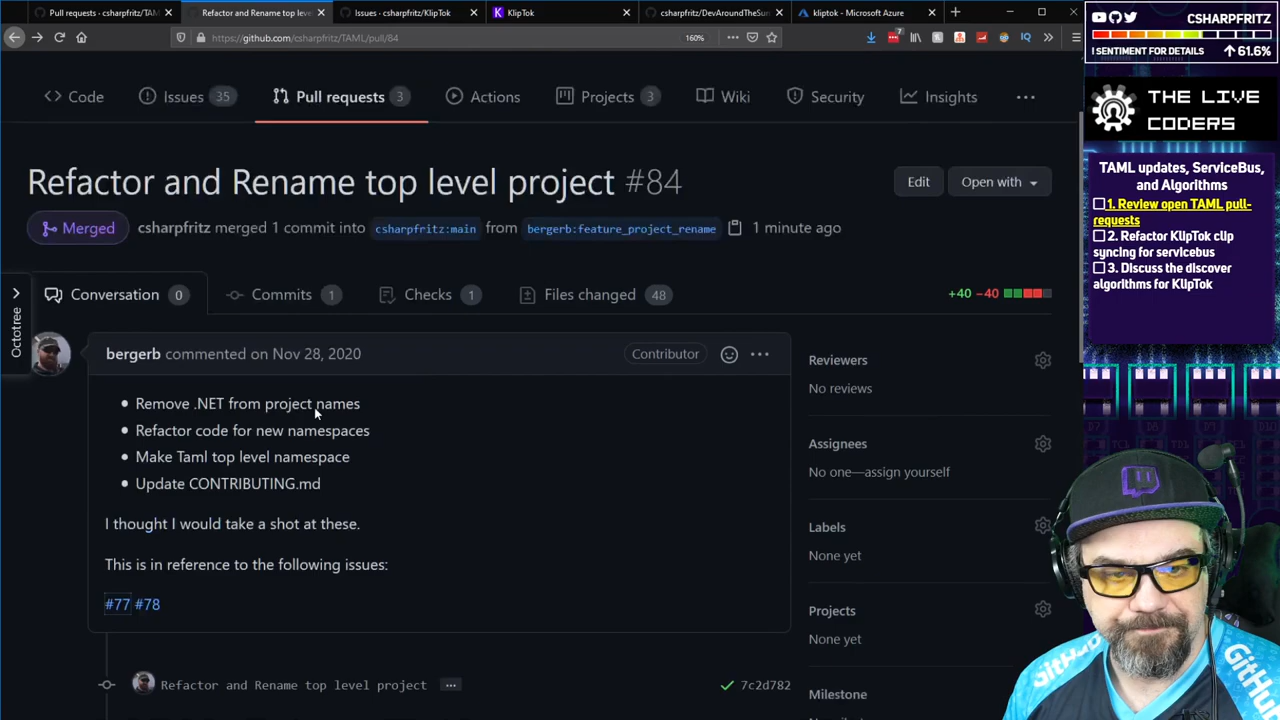 Pull requests · csharpfritz/TAM
Refactor and Rename top leve
Issues · csharpfritz/KlipTok
KlipTok
csharpfritz/DevAroundTheSun
kliptok - Microsoft Azure
https://github.com/csharpfritz/TAML/pull/84
160%
Code
Issues 35
Pull requests 3
Actions
Projects 3
Wiki
Security
Insights
Refactor and Rename top level project #84
Edit
Open with
Merged
csharpfritz merged 1 commit into csharpfritz:main from bergerb:feature_project_rename 1 minute ago
Conversation 0
Commits 1
Checks 1
Files changed 48
+40 −40
Octotree
bergerb commented on Nov 28, 2020
Contributor
Remove .NET from project names
Refactor code for new namespaces
Make Taml top level namespace
Update CONTRIBUTING.md
I thought I would take a shot at these.
This is in reference to the following issues:
#77 #78
Refactor and Rename top level project
7c2d782
Reviewers
No reviews
Assignees
No one—assign yourself
Labels
None yet
Projects
None yet
Milestone
CSHARPFRITZ
! SENTIMENT FOR DETAILS
61.6%
THE LIVE
CODERS
TAML updates, ServiceBus,
and Algorithms
1. Review open TAML pull-
requests
2. Refactor KlipTok clip
syncing for servicebus
3. Discuss the discover
algorithms for KlipTok
GitHub
GitHub